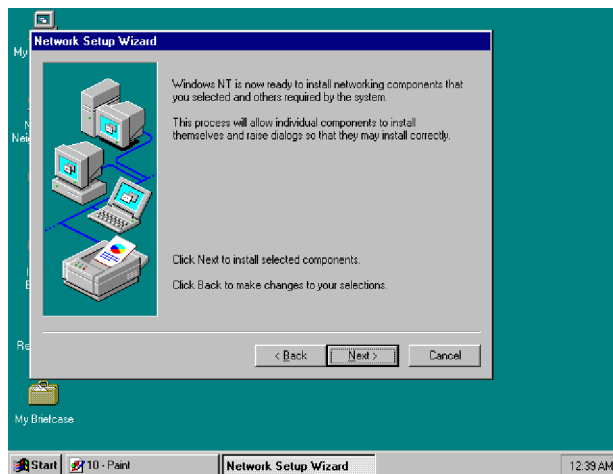 Network Setup Wizard
My
Windows NT is now ready to install networking components that
you selected and others required by the system.
This process will allow individual components to install
themselves and raise dialogs so that they may install correctly.
N
Nei
Click Next to install selected components.
Click Back to make changes to your selections.
E
Re
< Back
Next >
Cancel
My Briefcase
Start
10 - Paint
Network Setup Wizard
12:39 AM